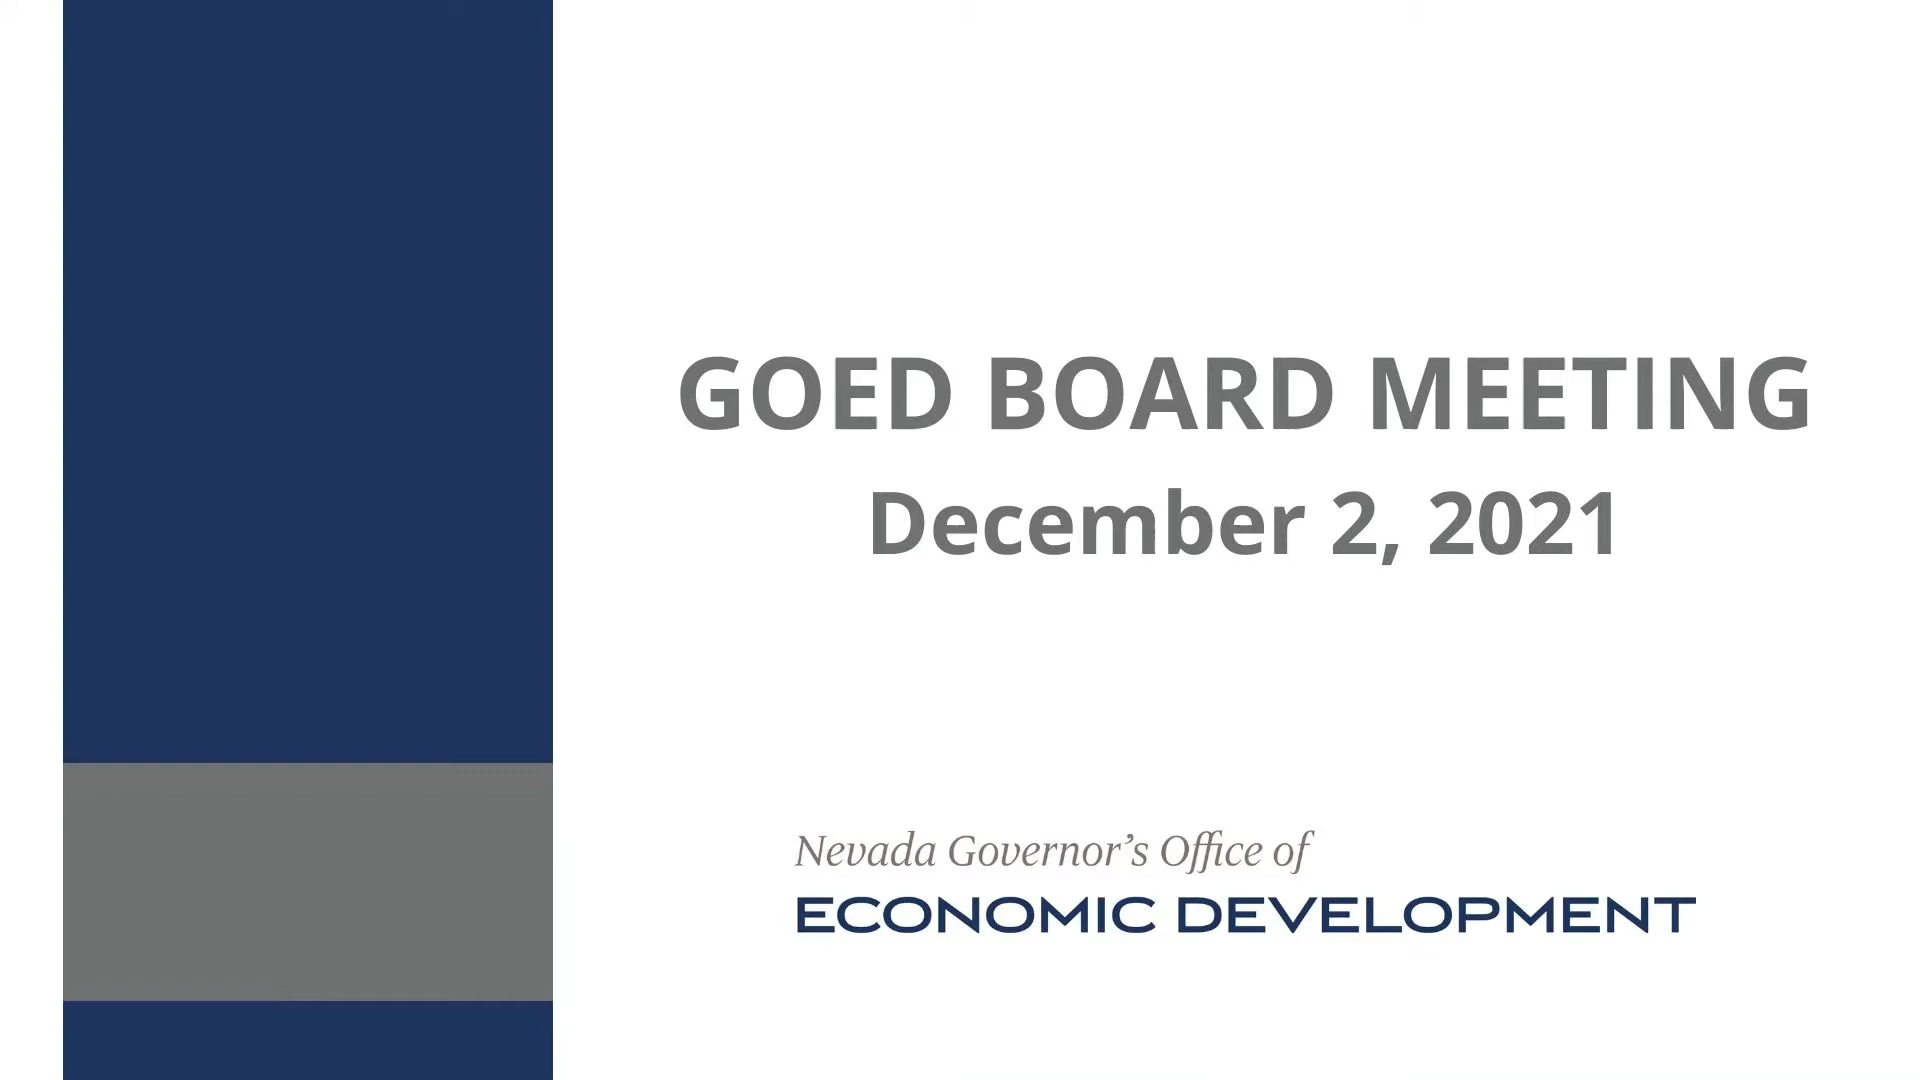 GOED BOARD MEETING
December 2, 2021
Nevada Governor’s Office of
ECONOMIC DEVELOPMENT